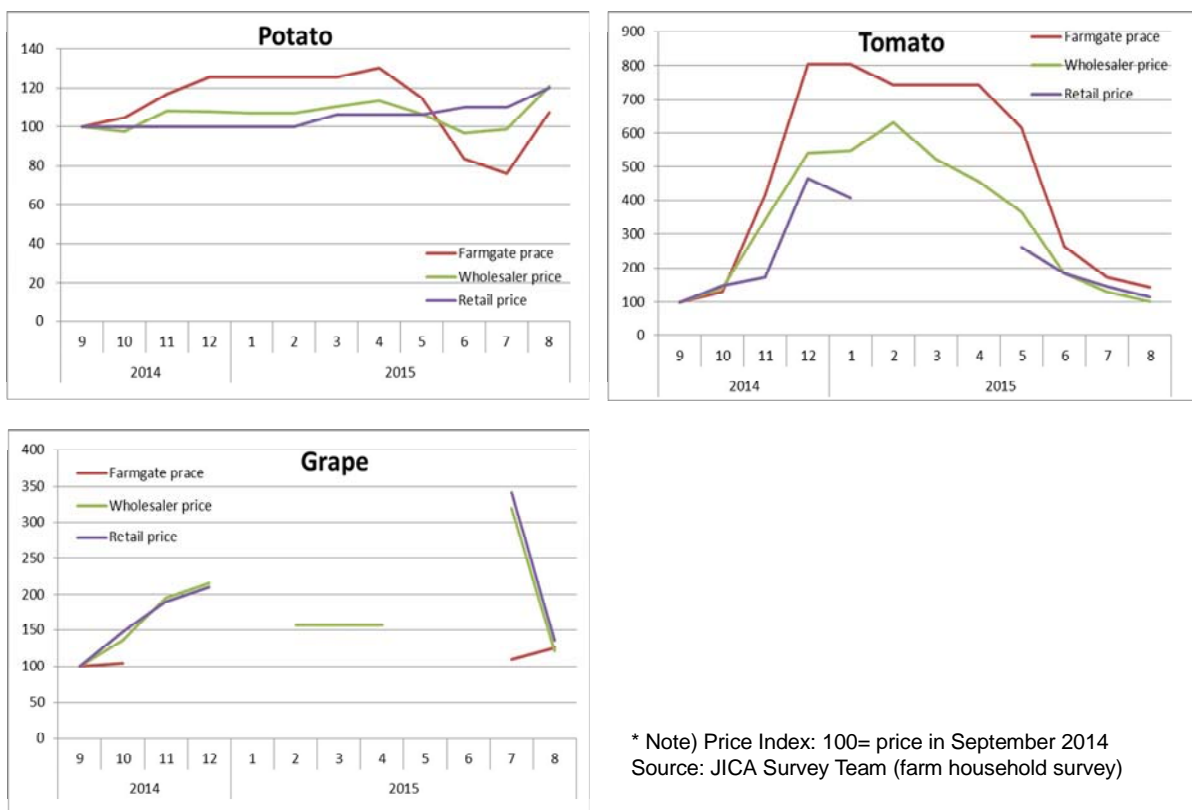 Potato
140
120
100
80
60
40
20
0
Farmgate prace
Wholesaler price
Retail price
9 10 11 12 1 2 3 4 5 6 7 8
2014 2015
Tomato
900
800
700
600
500
400
300
200
100
0
Farmgate prace
Wholesaler price
Retail price
9 10 11 12 1 2 3 4 5 6 7 8
2014 2015
Grape
400
350
300
250
200
150
100
50
0
Farmgate prace
Wholesaler price
Retail price
9 10 11 12 1 2 3 4 5 6 7 8
2014 2015
* Note) Price Index: 100= price in September 2014
Source: JICA Survey Team (farm household survey)